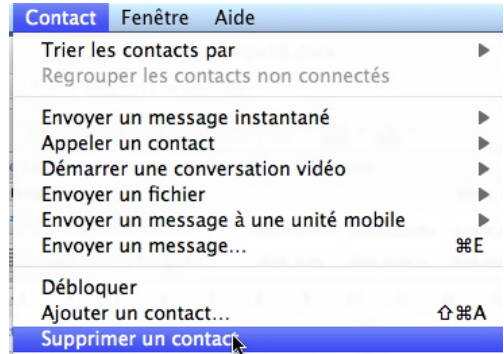 Contact Fenêtre Aide
Trier les contacts par
Regrouper les contacts non connectés
Envoyer un message instantané
Appeler un contact
Démarrer une conversation vidéo
Envoyer un fichier
Envoyer un message à une unité mobile
Envoyer un message... ⌘E
Débloquer
Ajouter un contact... ⇧⌘A
Supprimer un contact